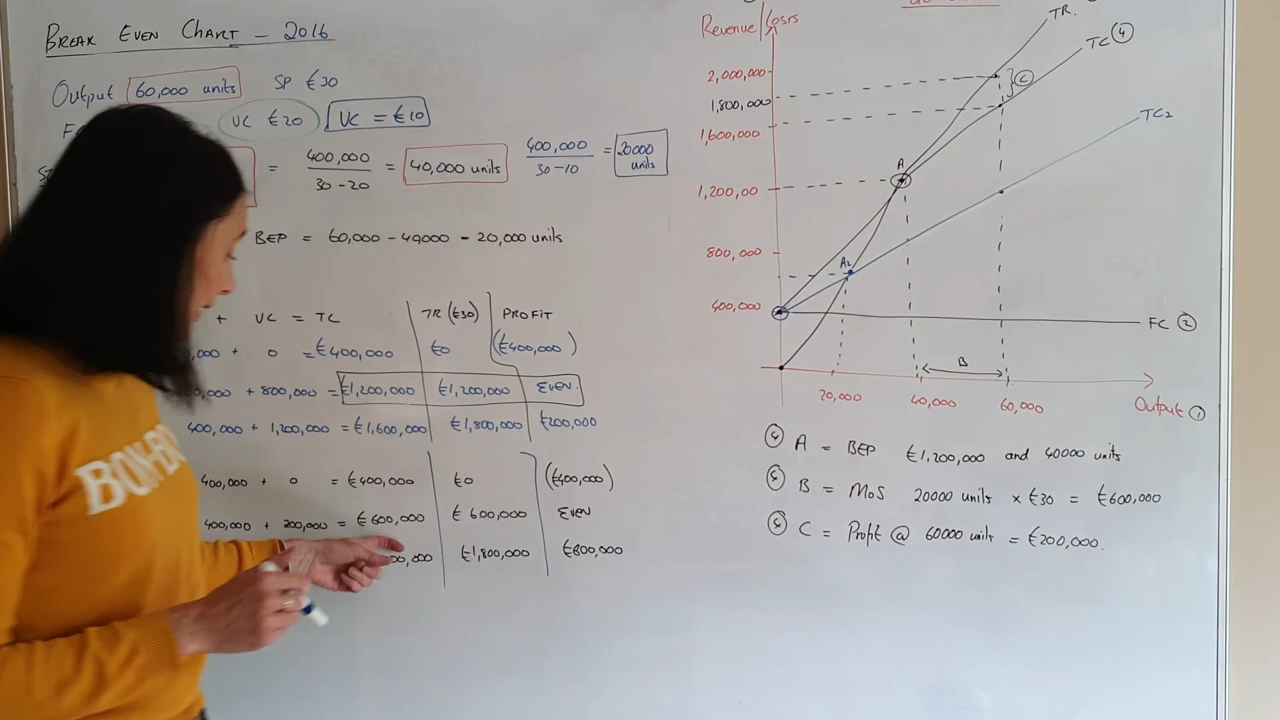 BREAK EVEN CHART – 2016
Output 60,000 units SP €30
VC €20 VC = €10
= 400,000 / 30-20 = 40,000 units 400,000 / 30-10 = 20000 units
BEP = 60,000 - 40000 - 20,000 units
+ VC = TC TR (€30) PROFIT
,000 + 0 = €400,000 €0 (€400,000)
,000 + 800,000 = €1,200,000 €1,200,000 EVEN.
400,000 + 1,200,000 = €1,600,000 €1,800,000 €200,000
400,000 + 0 = €400,000 €0 (€400,000)
400,000 + 200,000 = €600,000 € 600,000 EVEN
00,000 €1,800,000 €800,000
BON-BO
Revenue/Costs
TR.
TC 4
2,000,000
C
1,800,000
1,600,000
TC2
A
1,200,00
A2
800,000
400,000
FC 2
B
20,000
40,000
60,000
Output 1
A = BEP €1,200,000 and 40000 units
B = MoS 20000 units × €30 = €600,000
C = Profit @ 60000 units = €200,000.